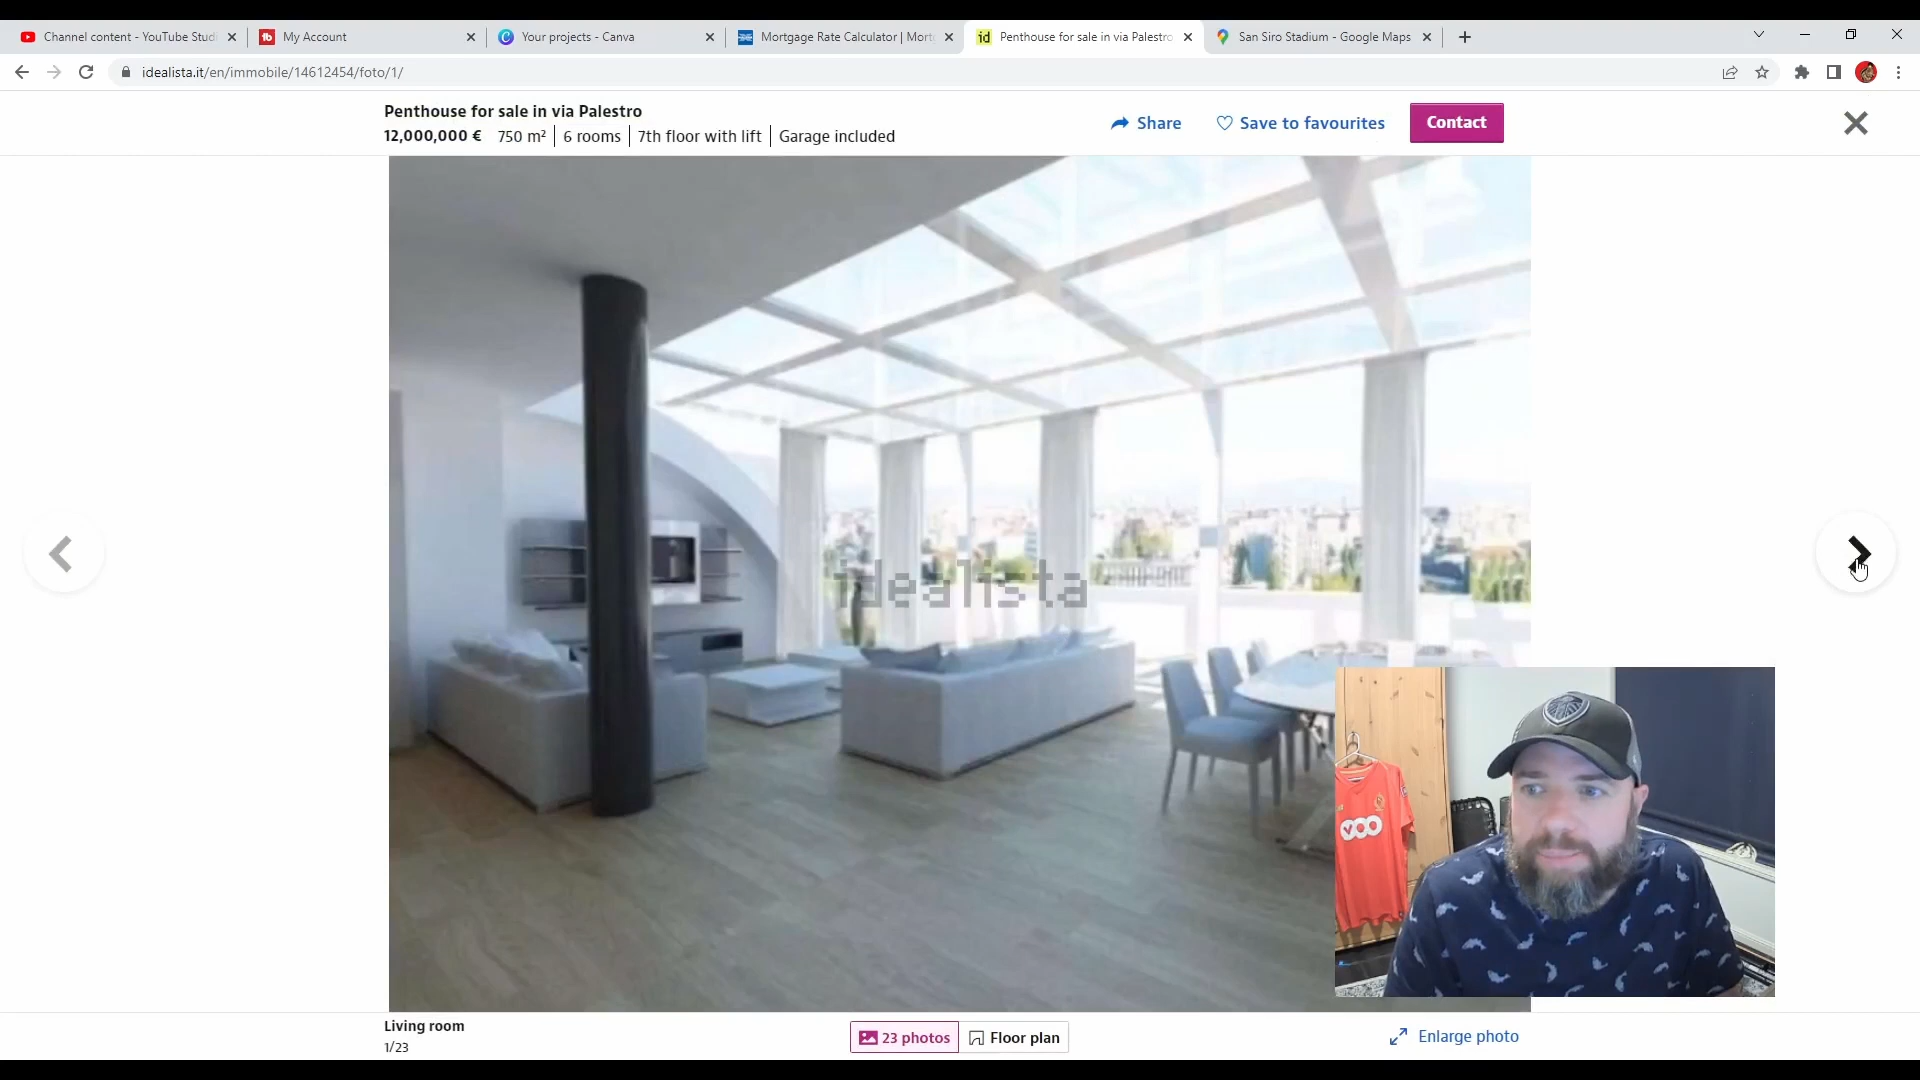 Channel content - YouTube Studi
My Account
Your projects - Canva
Mortgage Rate Calculator | Mort
Penthouse for sale in via Palestro
San Siro Stadium - Google Maps
idealista.it/en/immobile/14612454/foto/1/
Penthouse for sale in via Palestro
12,000,000 € 750 m² 6 rooms 7th floor with lift Garage included
Share
Save to favourites
Contact
idealista
VOO
Living room
1/23
23 photos
Floor plan
Enlarge photo